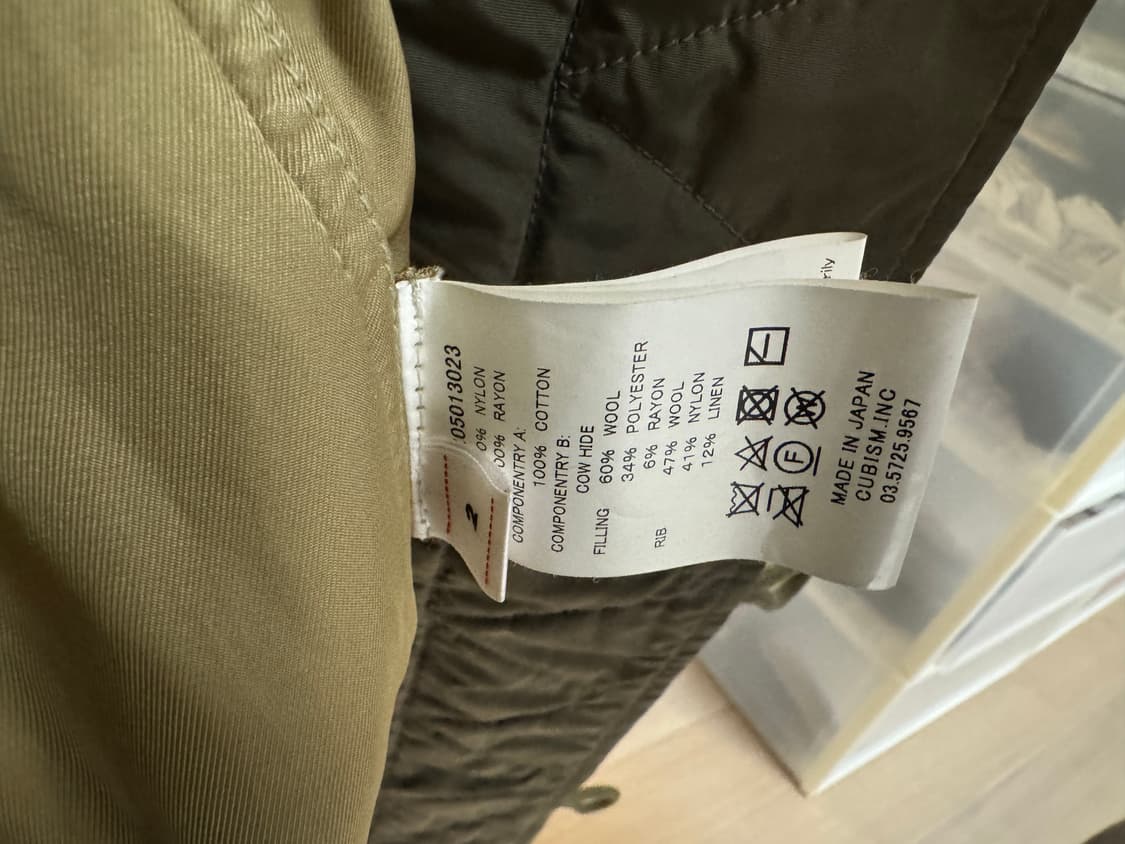 05013023
0% NYLON
00% RAYON
COMPONENTRY A:
100% COTTON
COMPONENTRY B:
COW HIDE
FILLING 60% WOOL
34% POLYESTER
6% RAYON
RIB 47% WOOL
41% NYLON
12% LINEN
F
MADE IN JAPAN
CUBISM.INC
03.5725.9567
2
rily